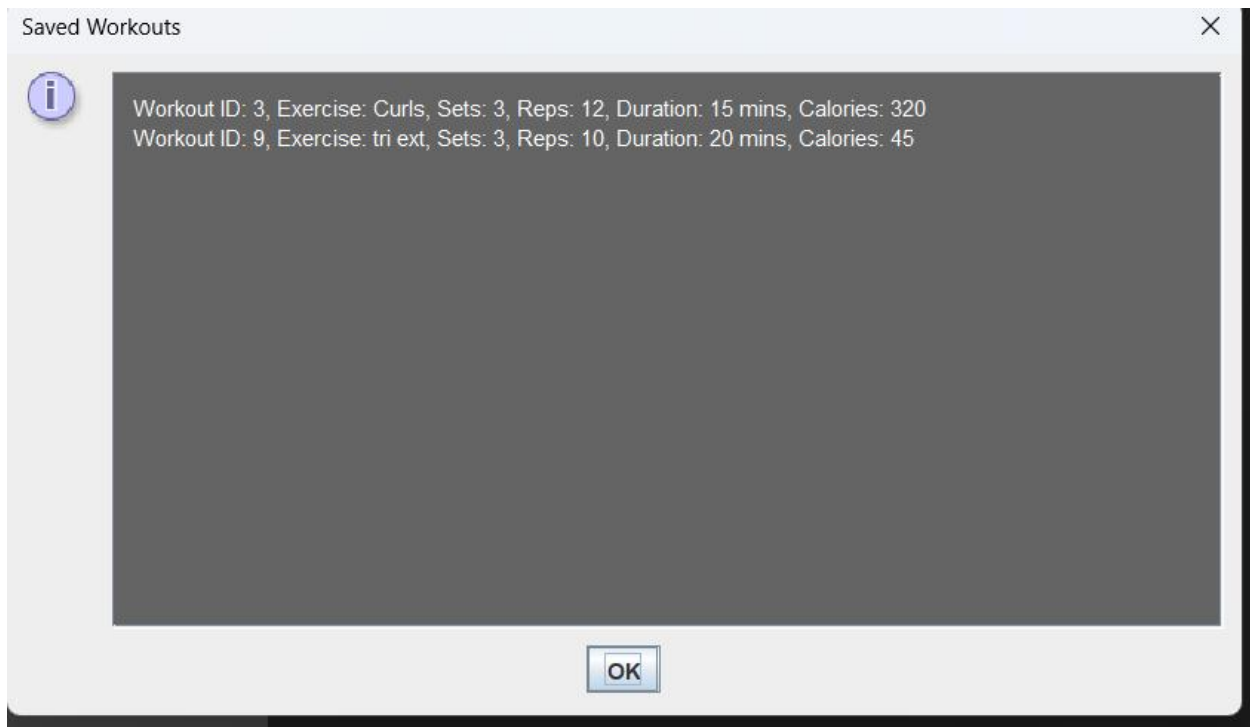 Saved Workouts
i
Workout ID: 3, Exercise: Curls, Sets: 3, Reps: 12, Duration: 15 mins, Calories: 320
Workout ID: 9, Exercise: tri ext, Sets: 3, Reps: 10, Duration: 20 mins, Calories: 45
OK